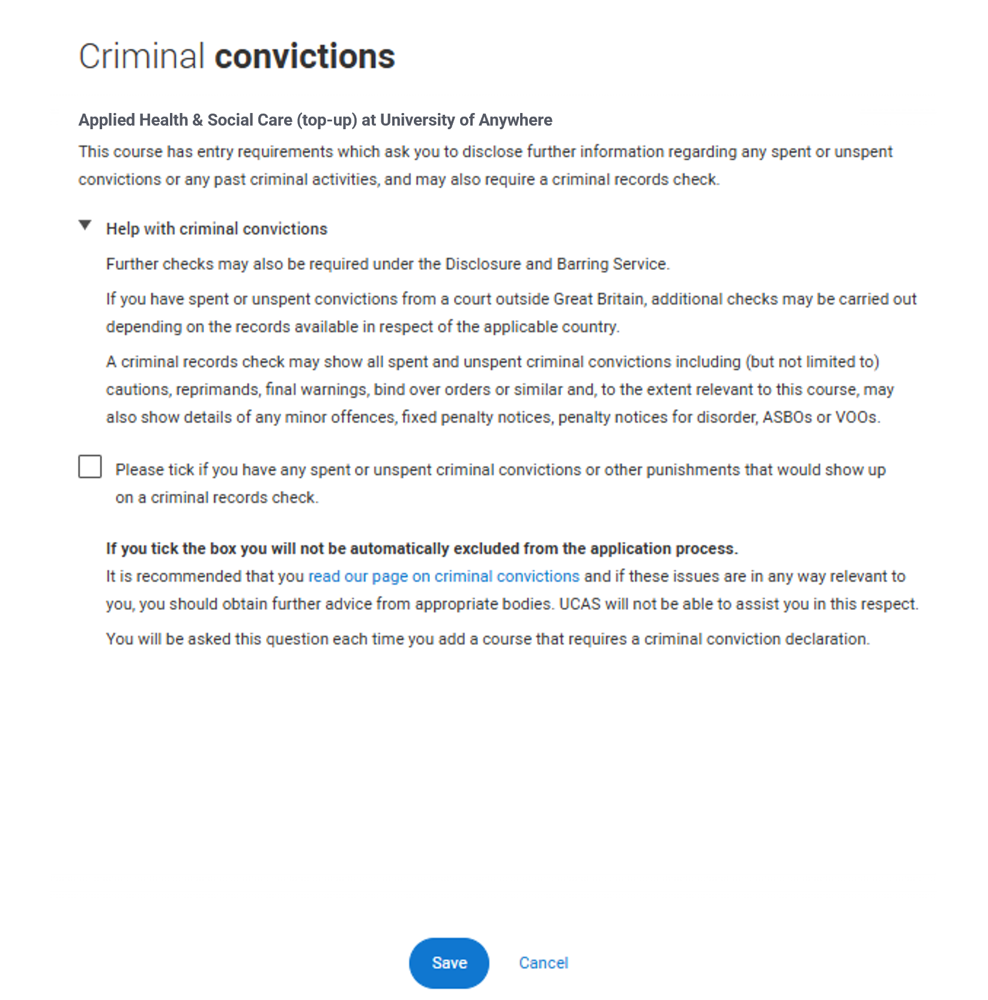 Criminal convictions
Applied Health & Social Care (top-up) at University of Anywhere
This course has entry requirements which ask you to disclose further information regarding any spent or unspent
convictions or any past criminal activities, and may also require a criminal records check.
Help with criminal convictions
Further checks may also be required under the Disclosure and Barring Service.
If you have spent or unspent convictions from a court outside Great Britain, additional checks may be carried out
depending on the records available in respect of the applicable country.
A criminal records check may show all spent and unspent criminal convictions including (but not limited to)
cautions, reprimands, final warnings, bind over orders or similar and, to the extent relevant to this course, may
also show details of any minor offences, fixed penalty notices, penalty notices for disorder, ASBOs or VOOs.
Please tick if you have any spent or unspent criminal convictions or other punishments that would show up
on a criminal records check.
If you tick the box you will not be automatically excluded from the application process.
It is recommended that you read our page on criminal convictions and if these issues are in any way relevant to
you, you should obtain further advice from appropriate bodies. UCAS will not be able to assist you in this respect.
You will be asked this question each time you add a course that requires a criminal conviction declaration.
Save Cancel